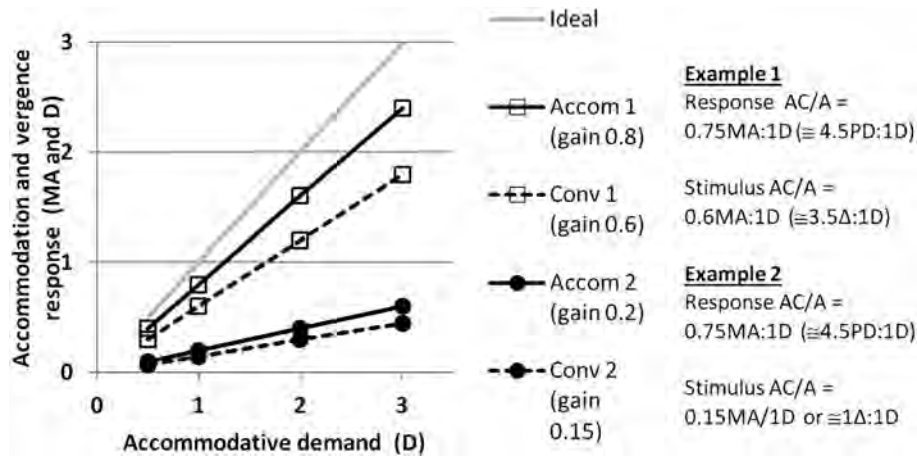 Accommodation and vergence
response (MA and D)
3
2
1
0
0
1
2
3
Accommodative demand (D)
Ideal
Accom 1
(gain 0.8)
Conv 1
(gain 0.6)
Accom 2
(gain 0.2)
Conv 2
(gain
0.15)
Example 1
Response AC/A =
0.75MA:1D (≅ 4.5PD:1D)
Stimulus AC/A =
0.6MA:1D (≅3.5Δ:1D)
Example 2
Response AC/A =
0.75MA:1D (≅4.5PD:1D)
Stimulus AC/A =
0.15MA/1D or ≅1Δ:1D